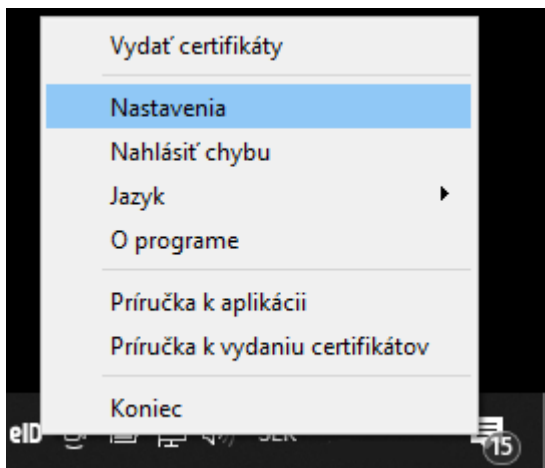 Vydať certifikáty
Nastavenia
Nahlásiť chybu
Jazyk
O programe
Príručka k aplikácii
Príručka k vydaniu certifikátov
Koniec
eID
15